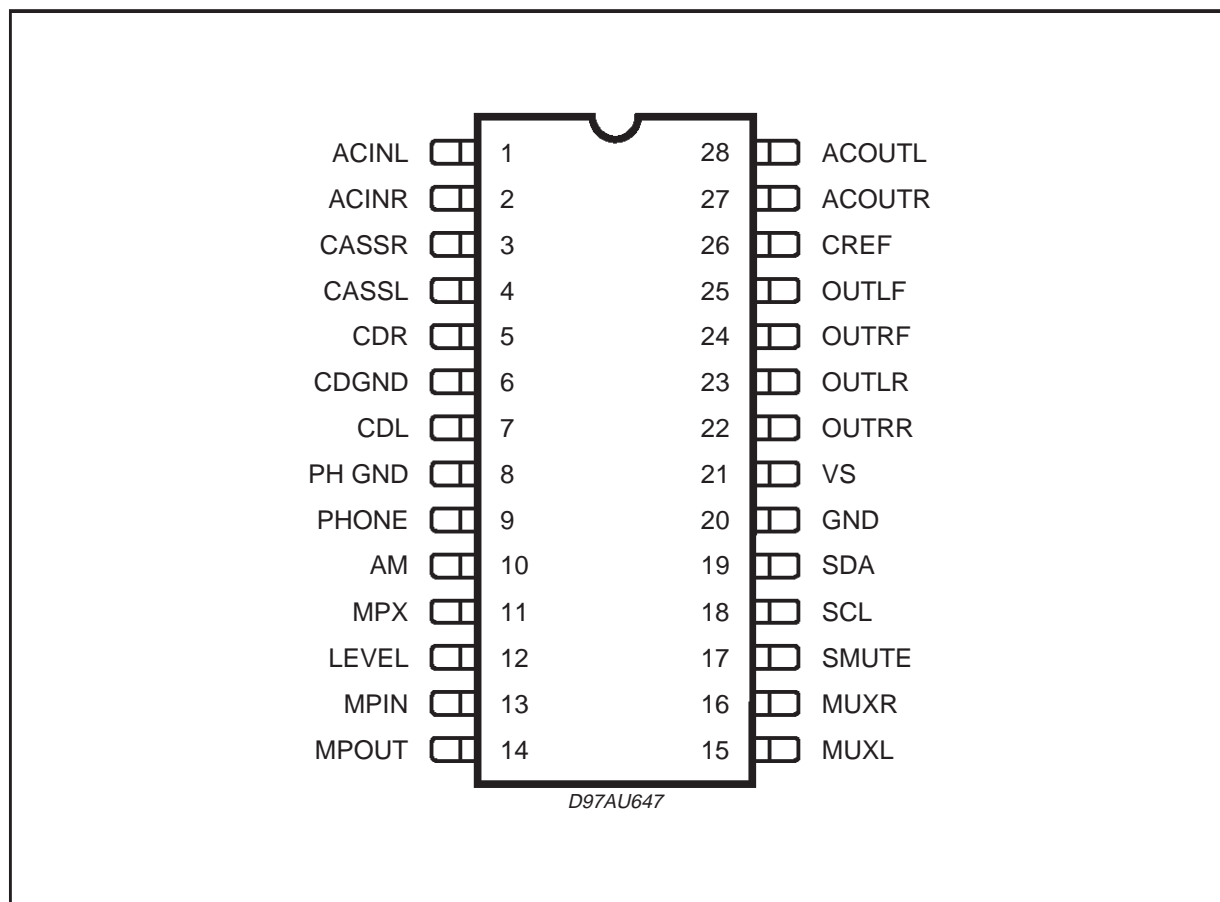 ACINL 1 28 ACOUTL
ACINR 2 27 ACOUTR
CASSR 3 26 CREF
CASSL 4 25 OUTLF
CDR 5 24 OUTRF
CDGND 6 23 OUTLR
CDL 7 22 OUTRR
PH GND 8 21 VS
PHONE 9 20 GND
AM 10 19 SDA
MPX 11 18 SCL
LEVEL 12 17 SMUTE
MPIN 13 16 MUXR
MPOUT 14 15 MUXL
D97AU647